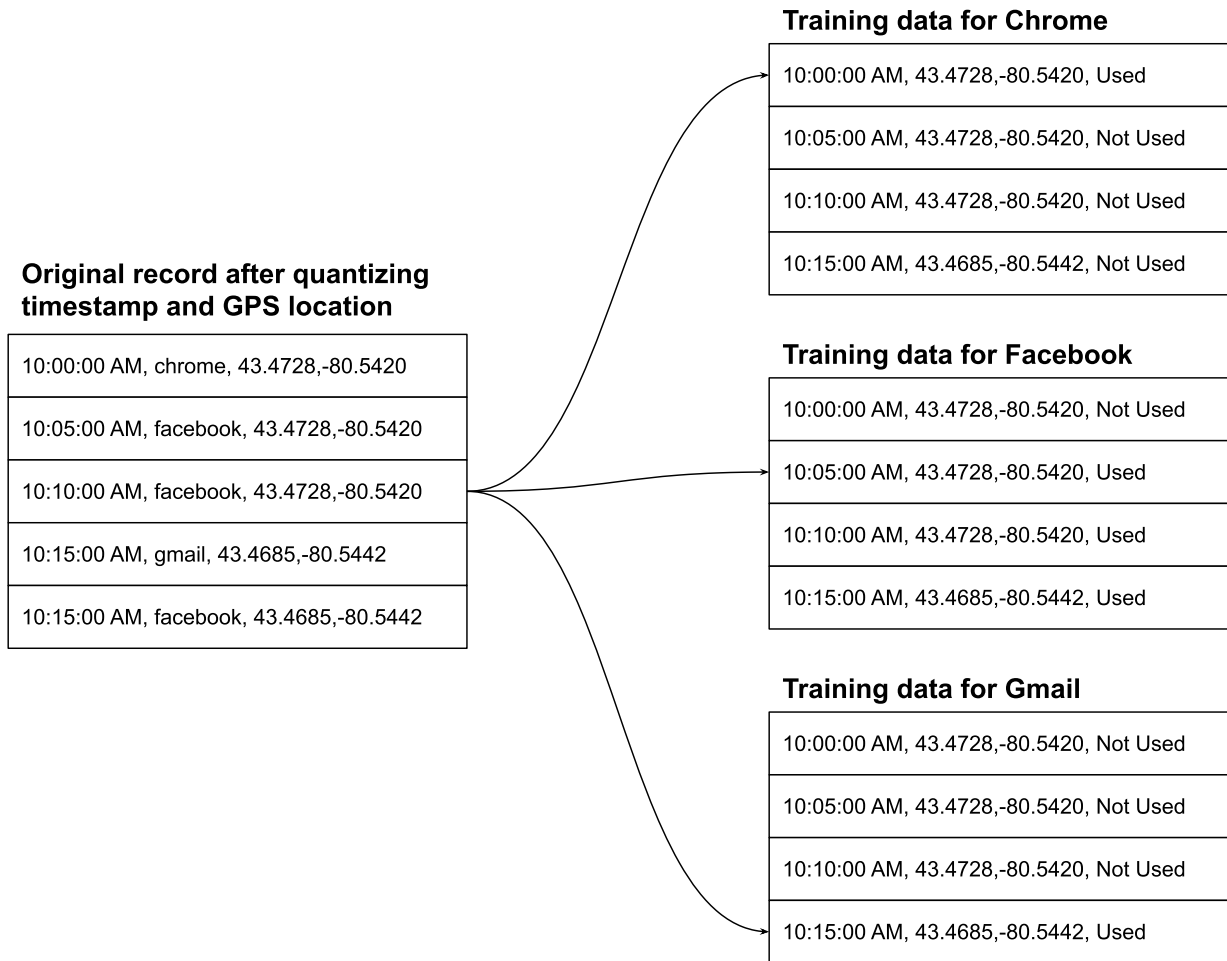 Original record after quantizing
timestamp and GPS location
10:00:00 AM, chrome, 43.4728,-80.5420
10:05:00 AM, facebook, 43.4728,-80.5420
10:10:00 AM, facebook, 43.4728,-80.5420
10:15:00 AM, gmail, 43.4685,-80.5442
10:15:00 AM, facebook, 43.4685,-80.5442
Training data for Chrome
10:00:00 AM, 43.4728,-80.5420, Used
10:05:00 AM, 43.4728,-80.5420, Not Used
10:10:00 AM, 43.4728,-80.5420, Not Used
10:15:00 AM, 43.4685,-80.5442, Not Used
Training data for Facebook
10:00:00 AM, 43.4728,-80.5420, Not Used
10:05:00 AM, 43.4728,-80.5420, Used
10:10:00 AM, 43.4728,-80.5420, Used
10:15:00 AM, 43.4685,-80.5442, Used
Training data for Gmail
10:00:00 AM, 43.4728,-80.5420, Not Used
10:05:00 AM, 43.4728,-80.5420, Not Used
10:10:00 AM, 43.4728,-80.5420, Not Used
10:15:00 AM, 43.4685,-80.5442, Used